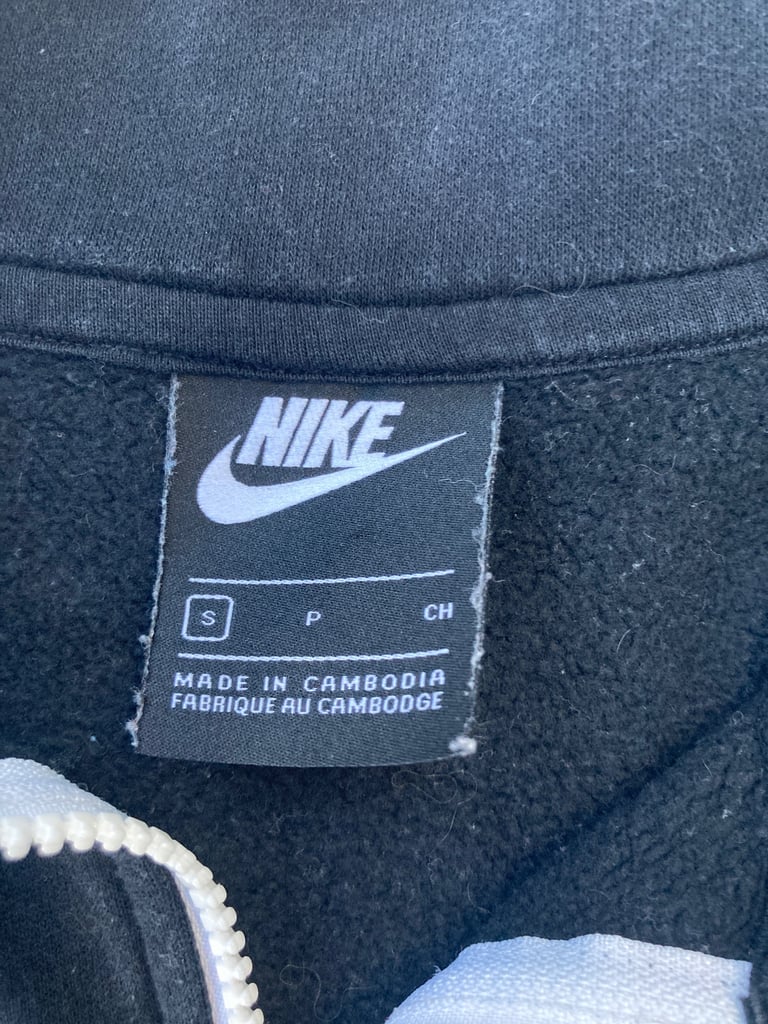 NIKE
S P CH
MADE IN CAMBODIA
FABRIQUE AU CAMBODGE